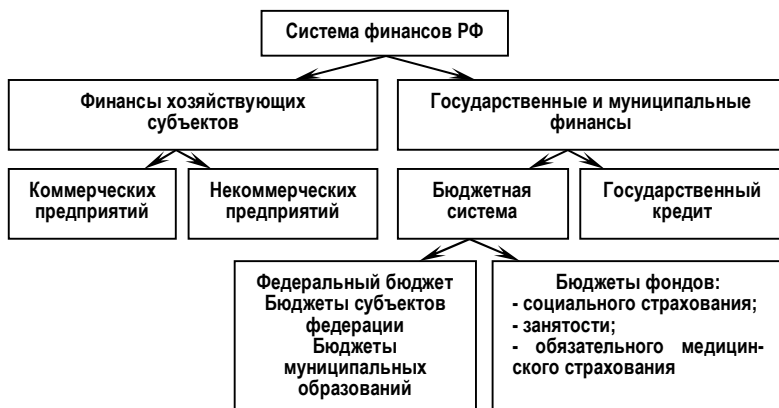 Система финансов РФ
Финансы хозяйствующих
субъектов
Государственные и муниципальные
финансы
Коммерческих
предприятий
Некоммерческих
предприятий
Бюджетная
система
Государственный
кредит
Федеральный бюджет
Бюджеты субъектов
федерации
Бюджеты
муниципальных
образований
Бюджеты фондов:
- социального страхования;
- занятости;
- обязательного медицин-
ского страхования